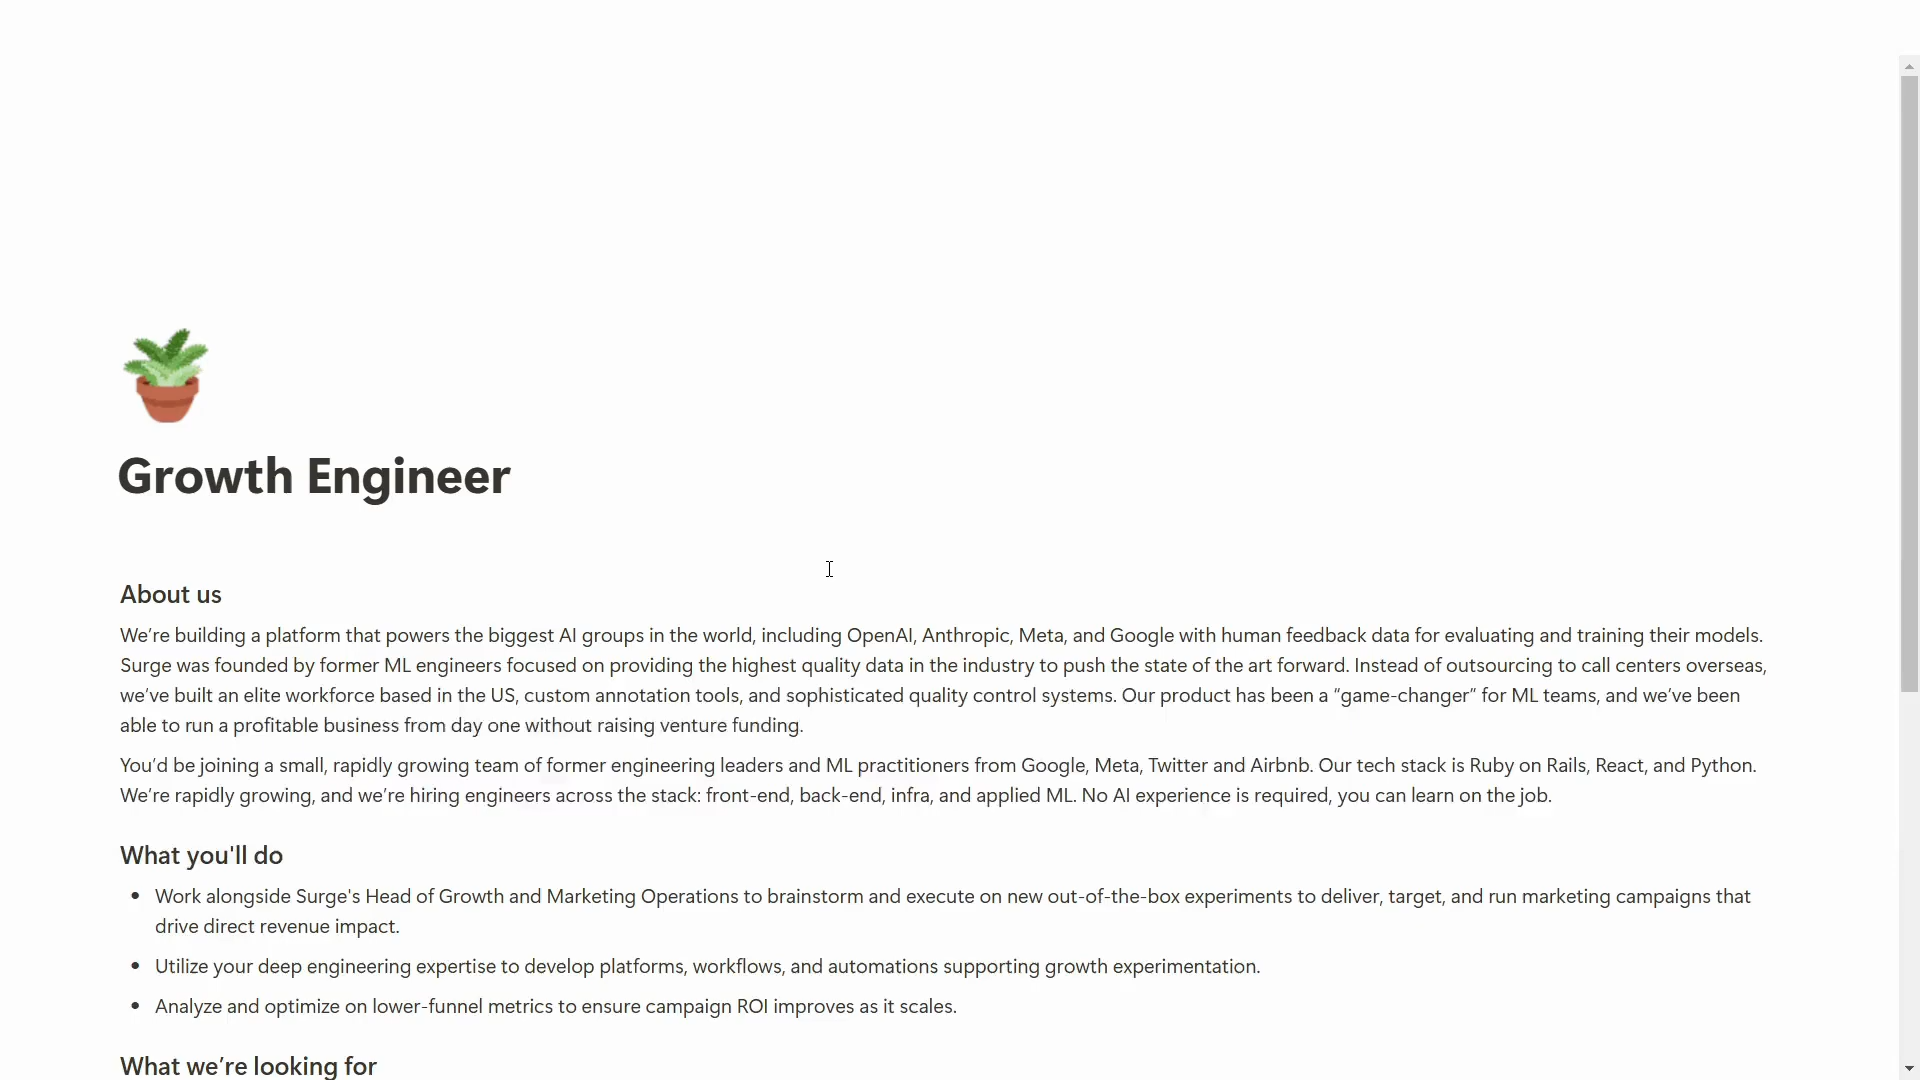 Growth Engineer
About us
We’re building a platform that powers the biggest AI groups in the world, including OpenAI, Anthropic, Meta, and Google with human feedback data for evaluating and training their models.
Surge was founded by former ML engineers focused on providing the highest quality data in the industry to push the state of the art forward. Instead of outsourcing to call centers overseas,
we’ve built an elite workforce based in the US, custom annotation tools, and sophisticated quality control systems. Our product has been a “game-changer” for ML teams, and we’ve been
able to run a profitable business from day one without raising venture funding.
You’d be joining a small, rapidly growing team of former engineering leaders and ML practitioners from Google, Meta, Twitter and Airbnb. Our tech stack is Ruby on Rails, React, and Python.
We’re rapidly growing, and we’re hiring engineers across the stack: front-end, back-end, infra, and applied ML. No AI experience is required, you can learn on the job.
What you'll do
• Work alongside Surge's Head of Growth and Marketing Operations to brainstorm and execute on new out-of-the-box experiments to deliver, target, and run marketing campaigns that
drive direct revenue impact.
• Utilize your deep engineering expertise to develop platforms, workflows, and automations supporting growth experimentation.
• Analyze and optimize on lower-funnel metrics to ensure campaign ROI improves as it scales.
What we’re looking for